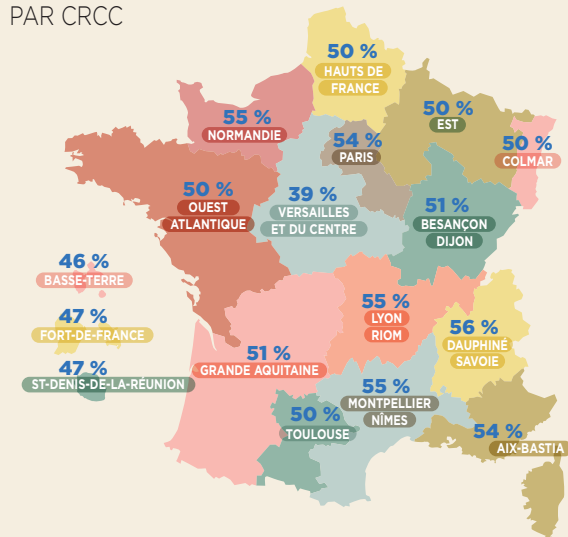 PAR CRCC
50 %
HAUTS DE
FRANCE
55 %
NORMANDIE
54 %
PARIS
50 %
EST
50 %
COLMAR
50 %
OUEST
ATLANTIQUE
39 %
VERSAILLES
ET DU CENTRE
51 %
BESANÇON
DIJON
46 %
BASSE-TERRE
47 %
FORT-DE-FRANCE
47 %
ST-DENIS-DE-LA-RÉUNION
55 %
LYON
RIOM
56 %
DAUPHINÉ
SAVOIE
51 %
GRANDE AQUITAINE
55 %
MONTPELLIER
NÎMES
50 %
TOULOUSE
54 %
AIX-BASTIA